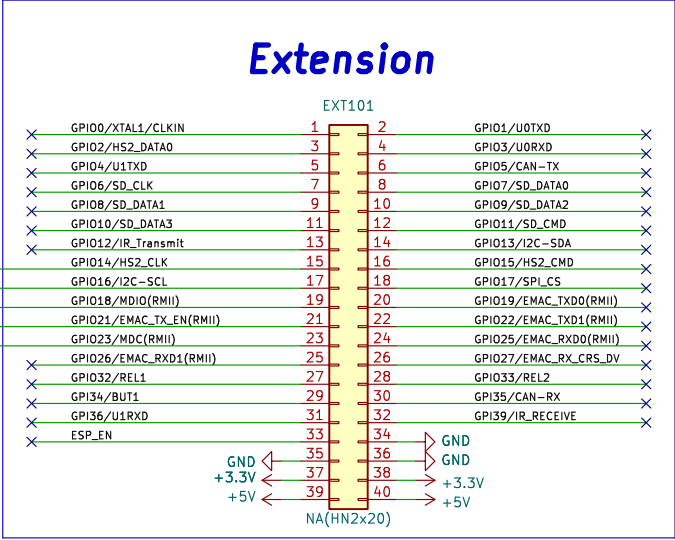 Extension
EXT101
GPIO0/XTAL1/CLKIN 1 2 GPIO1/U0TXD
GPIO2/HS2_DATA0 3 4 GPIO3/U0RXD
GPIO4/U1TXD 5 6 GPIO5/CAN-TX
GPIO6/SD_CLK 7 8 GPIO7/SD_DATA0
GPIO8/SD_DATA1 9 10 GPIO9/SD_DATA2
GPIO10/SD_DATA3 11 12 GPIO11/SD_CMD
GPIO12/IR_Transmit 13 14 GPIO13/I2C-SDA
GPIO14/HS2_CLK 15 16 GPIO15/HS2_CMD
GPIO16/I2C-SCL 17 18 GPIO17/SPI_CS
GPIO18/MDIO(RMII) 19 20 GPIO19/EMAC_TXD0(RMII)
GPIO21/EMAC_TX_EN(RMII) 21 22 GPIO22/EMAC_TXD1(RMII)
GPIO23/MDC(RMII) 23 24 GPIO25/EMAC_RXD0(RMII)
GPIO26/EMAC_RXD1(RMII) 25 26 GPIO27/EMAC_RX_CRS_DV
GPIO32/REL1 27 28 GPIO33/REL2
GPI34/BUT1 29 30 GPI35/CAN-RX
GPI36/U1RXD 31 32 GPI39/IR_RECEIVE
ESP_EN 33 34 GND
GND 35 36 GND
+3.3V 37 38 +3.3V
+5V 39 40 +5V
NA(HN2x20)